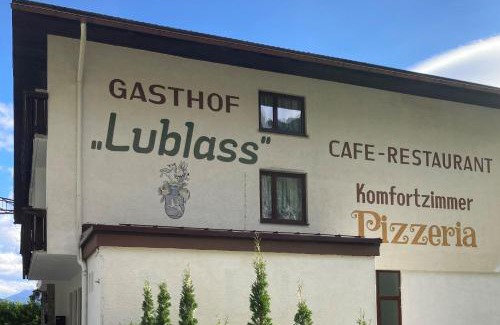 GASTHOF
„Lublass“
CAFE-RESTAURANT
Komfortzimmer
Pizzeria